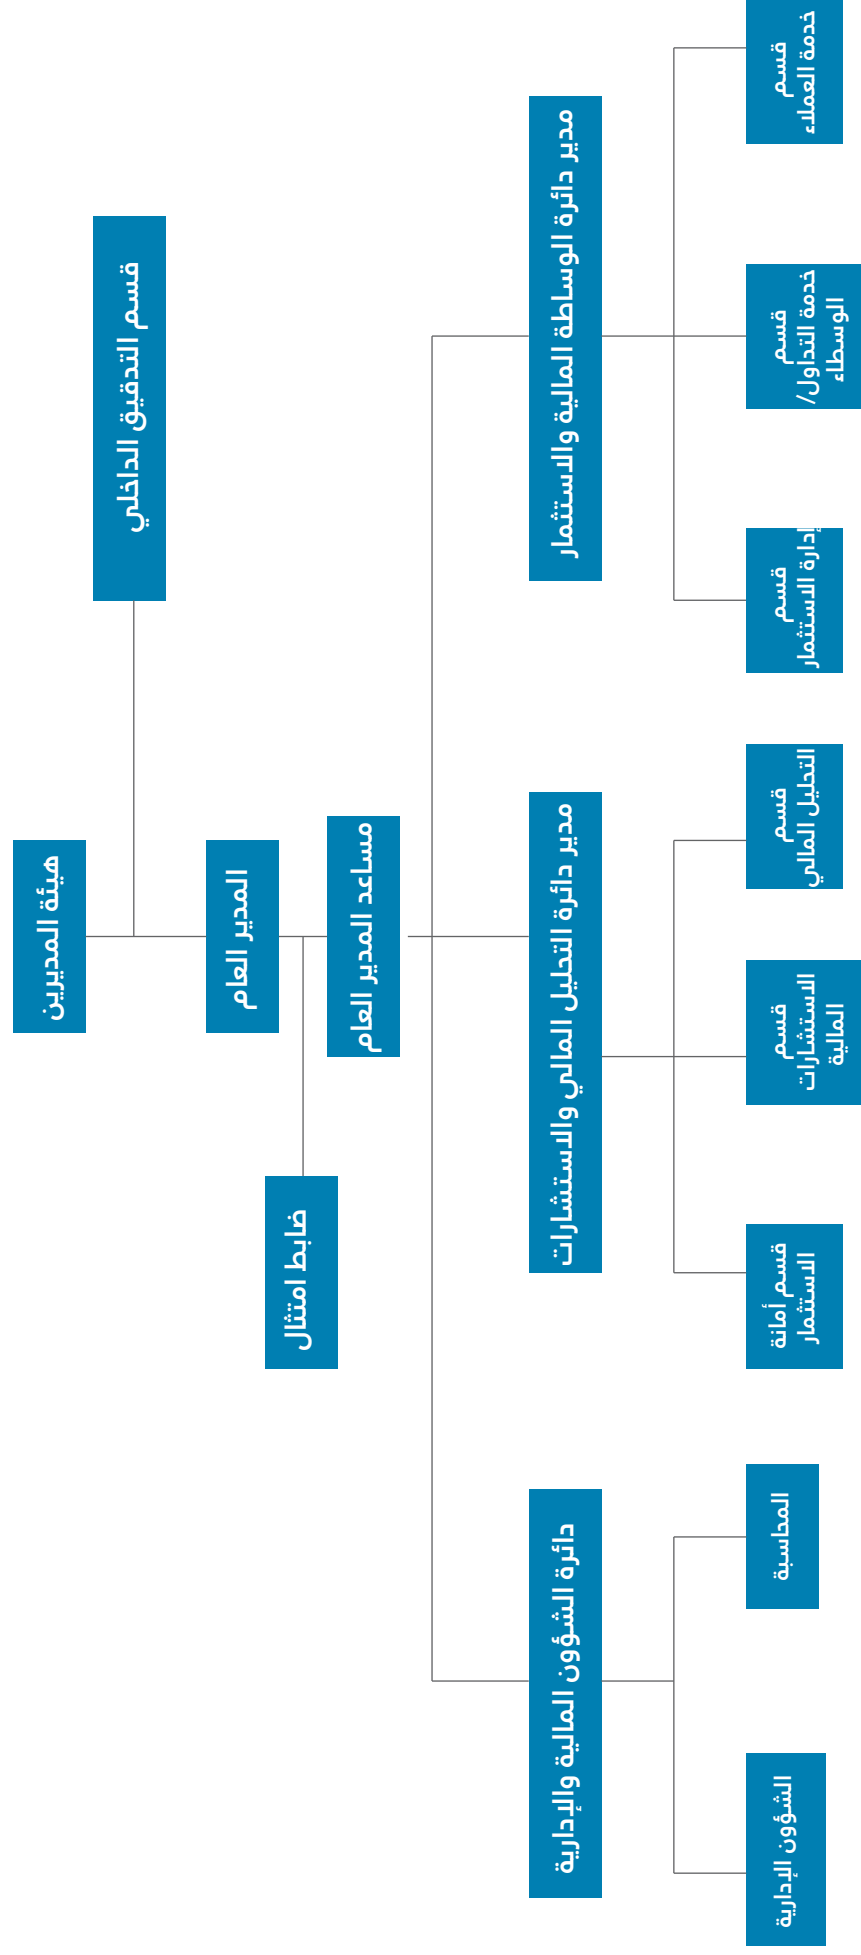 هيئة المديرين
قسم التدقيق الداخلي
المدير العام
ضابط امتثال
مساعد المدير العام
مدير دائرة الوساطة المالية والاستثمار
مدير دائرة التحليل المالي والاستشارات
دائرة الشؤون المالية والإدارية
قسم
خدمة العملاء
قسم
خدمة التداول/
الوسطاء
قسم
إدارة الاستثمار
قسم
التحليل المالي
قسم
الاستشارات
المالية
قسم أمانة
الاستثمار
المحاسبة
الشؤون الإدارية